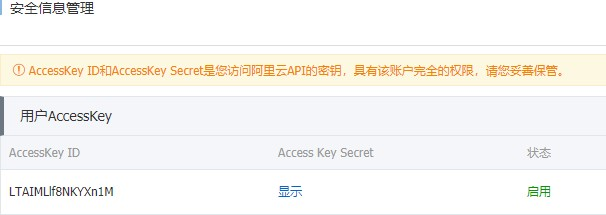 安全信息管理
AccessKey ID和AccessKey Secret是您访问阿里云API的密钥，具有该账户完全的权限，请您妥善保管。
用户AccessKey
AccessKey ID Access Key Secret 状态
LTAIMLlf8NKYXn1M 显示 启用